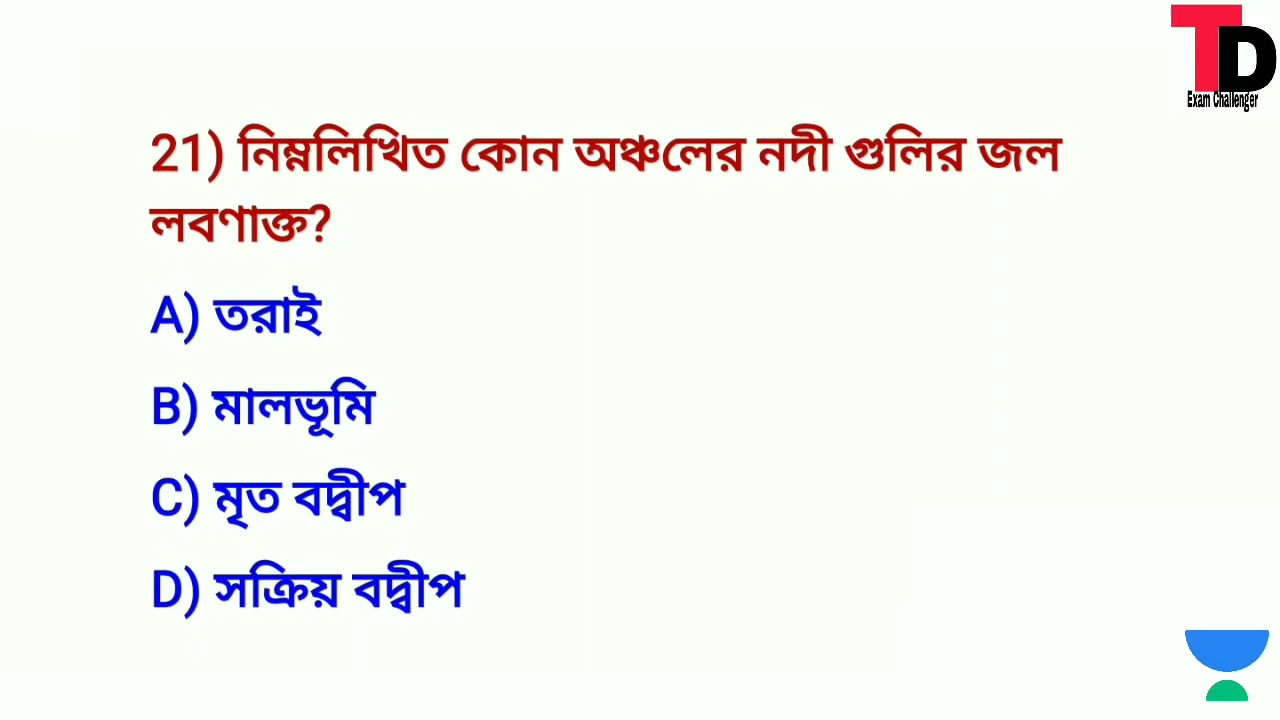 TD
Exam Challenger
21) নিম্নলিখিত কোন অঞ্চলের নদী গুলির জল
লবণাক্ত?
A) তরাই
B) মালভূমি
C) মৃত বদ্বীপ
D) সক্রিয় বদ্বীপ